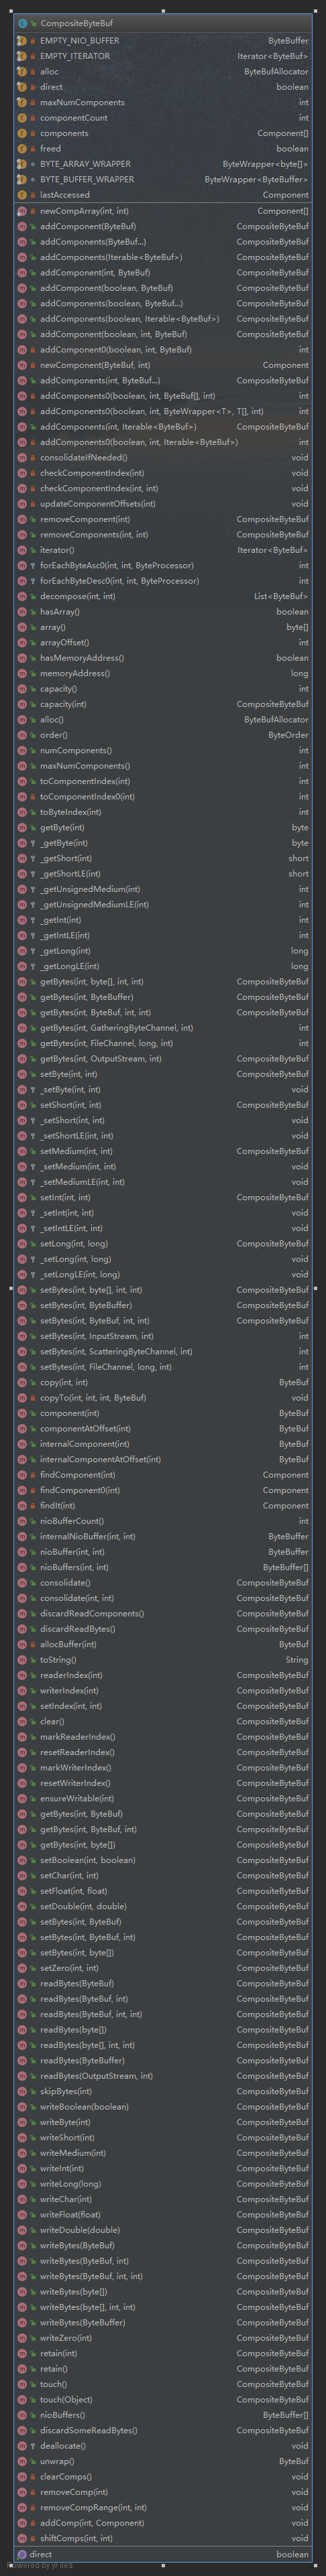 CompositeByteBuf
EMPTY_NIO_BUFFER ByteBuffer
EMPTY_ITERATOR Iterator<ByteBuf>
alloc ByteBufAllocator
direct boolean
maxNumComponents int
componentCount int
components Component[]
freed boolean
BYTE_ARRAY_WRAPPER ByteWrapper<byte[]>
BYTE_BUFFER_WRAPPER ByteWrapper<ByteBuffer>
lastAccessed Component
newCompArray(int, int) Component[]
addComponent(ByteBuf) CompositeByteBuf
addComponents(ByteBuf...) CompositeByteBuf
addComponents(Iterable<ByteBuf>) CompositeByteBuf
addComponent(int, ByteBuf) CompositeByteBuf
addComponent(boolean, ByteBuf) CompositeByteBuf
addComponents(boolean, ByteBuf...) CompositeByteBuf
addComponents(boolean, Iterable<ByteBuf>) CompositeByteBuf
addComponent(boolean, int, ByteBuf) CompositeByteBuf
addComponent0(boolean, int, ByteBuf) int
newComponent(ByteBuf, int) Component
addComponents(int, ByteBuf...) CompositeByteBuf
addComponents0(boolean, int, ByteBuf[], int) int
addComponents0(boolean, int, ByteWrapper<T>, T[], int) int
addComponents(int, Iterable<ByteBuf>) CompositeByteBuf
addComponents0(boolean, int, Iterable<ByteBuf>) int
consolidateIfNeeded() void
checkComponentIndex(int) void
checkComponentIndex(int, int) void
updateComponentOffsets(int) void
removeComponent(int) CompositeByteBuf
removeComponents(int, int) CompositeByteBuf
iterator() Iterator<ByteBuf>
forEachByteAsc0(int, int, ByteProcessor) int
forEachByteDesc0(int, int, ByteProcessor) int
decompose(int, int) List<ByteBuf>
hasArray() boolean
array() byte[]
arrayOffset() int
hasMemoryAddress() boolean
memoryAddress() long
capacity() int
capacity(int) CompositeByteBuf
alloc() ByteBufAllocator
order() ByteOrder
numComponents() int
maxNumComponents() int
toComponentIndex(int) int
toComponentIndex0(int) int
toByteIndex(int) int
getByte(int) byte
_getByte(int) byte
_getShort(int) short
_getShortLE(int) short
_getUnsignedMedium(int) int
_getUnsignedMediumLE(int) int
_getInt(int) int
_getIntLE(int) int
_getLong(int) long
_getLongLE(int) long
getBytes(int, byte[], int, int) CompositeByteBuf
getBytes(int, ByteBuffer) CompositeByteBuf
getBytes(int, ByteBuf, int, int) CompositeByteBuf
getBytes(int, GatheringByteChannel, int) int
getBytes(int, FileChannel, long, int) int
getBytes(int, OutputStream, int) CompositeByteBuf
setByte(int, int) CompositeByteBuf
_setByte(int, int) void
setShort(int, int) CompositeByteBuf
_setShort(int, int) void
_setShortLE(int, int) void
setMedium(int, int) CompositeByteBuf
_setMedium(int, int) void
_setMediumLE(int, int) void
setInt(int, int) CompositeByteBuf
_setInt(int, int) void
_setIntLE(int, int) void
setLong(int, long) CompositeByteBuf
_setLong(int, long) void
_setLongLE(int, long) void
setBytes(int, byte[], int, int) CompositeByteBuf
setBytes(int, ByteBuffer) CompositeByteBuf
setBytes(int, ByteBuf, int, int) CompositeByteBuf
setBytes(int, InputStream, int) int
setBytes(int, ScatteringByteChannel, int) int
setBytes(int, FileChannel, long, int) int
copy(int, int) ByteBuf
copyTo(int, int, int, ByteBuf) void
component(int) ByteBuf
componentAtOffset(int) ByteBuf
internalComponent(int) ByteBuf
internalComponentAtOffset(int) ByteBuf
findComponent(int) Component
findComponent0(int) Component
findIt(int) Component
nioBufferCount() int
internalNioBuffer(int, int) ByteBuffer
nioBuffer(int, int) ByteBuffer
nioBuffers(int, int) ByteBuffer[]
consolidate() CompositeByteBuf
consolidate(int, int) CompositeByteBuf
discardReadComponents() CompositeByteBuf
discardReadBytes() CompositeByteBuf
allocBuffer(int) ByteBuf
toString() String
readerIndex(int) CompositeByteBuf
writerIndex(int) CompositeByteBuf
setIndex(int, int) CompositeByteBuf
clear() CompositeByteBuf
markReaderIndex() CompositeByteBuf
resetReaderIndex() CompositeByteBuf
markWriterIndex() CompositeByteBuf
resetWriterIndex() CompositeByteBuf
ensureWritable(int) CompositeByteBuf
getBytes(int, ByteBuf) CompositeByteBuf
getBytes(int, ByteBuf, int) CompositeByteBuf
getBytes(int, byte[]) CompositeByteBuf
setBoolean(int, boolean) CompositeByteBuf
setChar(int, int) CompositeByteBuf
setFloat(int, float) CompositeByteBuf
setDouble(int, double) CompositeByteBuf
setBytes(int, ByteBuf) CompositeByteBuf
setBytes(int, ByteBuf, int) CompositeByteBuf
setBytes(int, byte[]) CompositeByteBuf
setZero(int, int) CompositeByteBuf
readBytes(ByteBuf) CompositeByteBuf
readBytes(ByteBuf, int) CompositeByteBuf
readBytes(ByteBuf, int, int) CompositeByteBuf
readBytes(byte[]) CompositeByteBuf
readBytes(byte[], int, int) CompositeByteBuf
readBytes(ByteBuffer) CompositeByteBuf
readBytes(OutputStream, int) CompositeByteBuf
skipBytes(int) CompositeByteBuf
writeBoolean(boolean) CompositeByteBuf
writeByte(int) CompositeByteBuf
writeShort(int) CompositeByteBuf
writeMedium(int) CompositeByteBuf
writeInt(int) CompositeByteBuf
writeLong(long) CompositeByteBuf
writeChar(int) CompositeByteBuf
writeFloat(float) CompositeByteBuf
writeDouble(double) CompositeByteBuf
writeBytes(ByteBuf) CompositeByteBuf
writeBytes(ByteBuf, int) CompositeByteBuf
writeBytes(ByteBuf, int, int) CompositeByteBuf
writeBytes(byte[]) CompositeByteBuf
writeBytes(byte[], int, int) CompositeByteBuf
writeBytes(ByteBuffer) CompositeByteBuf
writeZero(int) CompositeByteBuf
retain(int) CompositeByteBuf
retain() CompositeByteBuf
touch() CompositeByteBuf
touch(Object) CompositeByteBuf
nioBuffers() ByteBuffer[]
discardSomeReadBytes() CompositeByteBuf
deallocate() void
unwrap() ByteBuf
clearComps() void
removeComp(int) void
removeCompRange(int, int) void
addComp(int, Component) void
shiftComps(int, int) void
direct boolean
Powered by yFiles